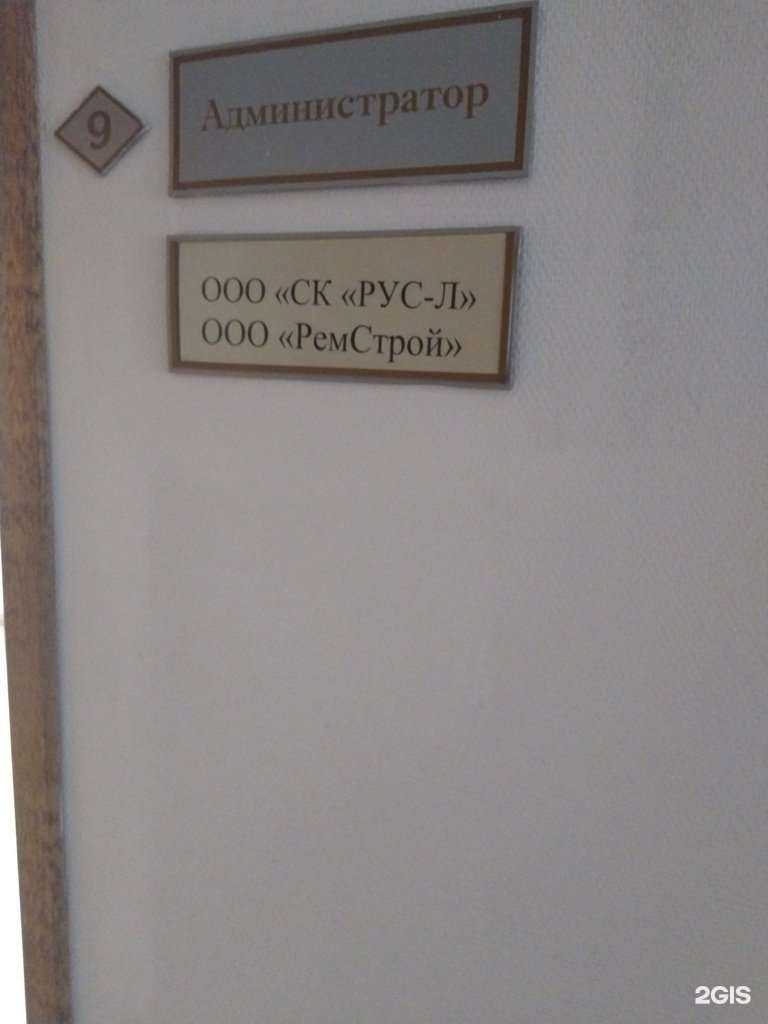 9
Администратор
ООО «СК «РУС-Л»
ООО «РемСтрой»
2GIS